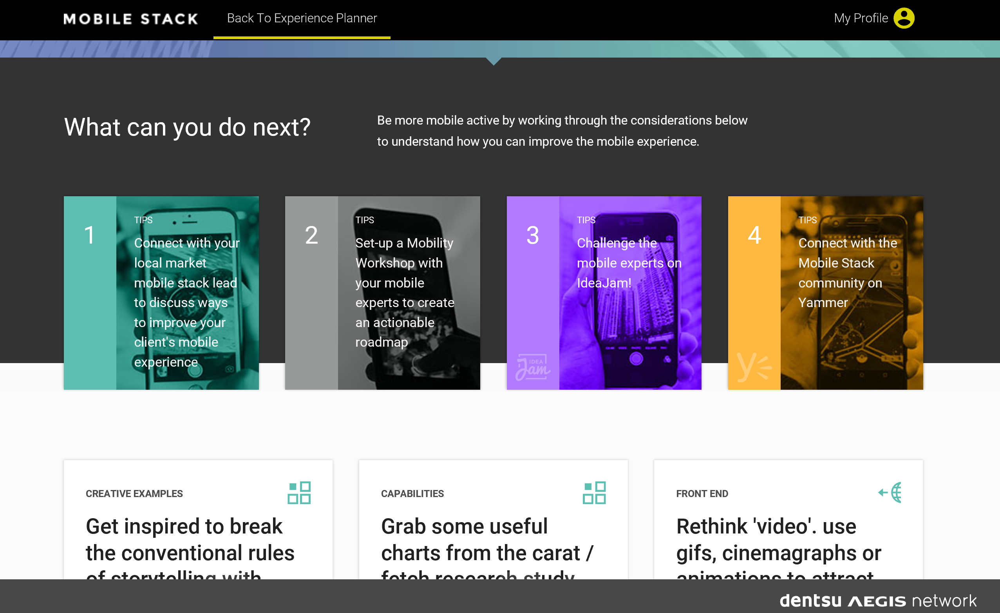 MOBILE STACK
Back To Experience Planner
My Profile
What can you do next?
Be more mobile active by working through the considerations below
to understand how you can improve the mobile experience.
1
TIPS
Connect with your
local market
mobile stack lead
to discuss ways
to improve your
client's mobile
experience
2
TIPS
Set-up a Mobility
Workshop with
your mobile
experts to create
an actionable
roadmap
3
TIPS
Challenge the
mobile experts on
IdeaJam!
IDEA
Jam
4
TIPS
Connect with the
Mobile Stack
community on
Yammer
CREATIVE EXAMPLES
Get inspired to break
the conventional rules
of storytelling with
CAPABILITIES
Grab some useful
charts from the carat /
fetch research study
FRONT END
Rethink 'video'. use
gifs, cinemagraphs or
animations to attract
dentsu AEGIS network